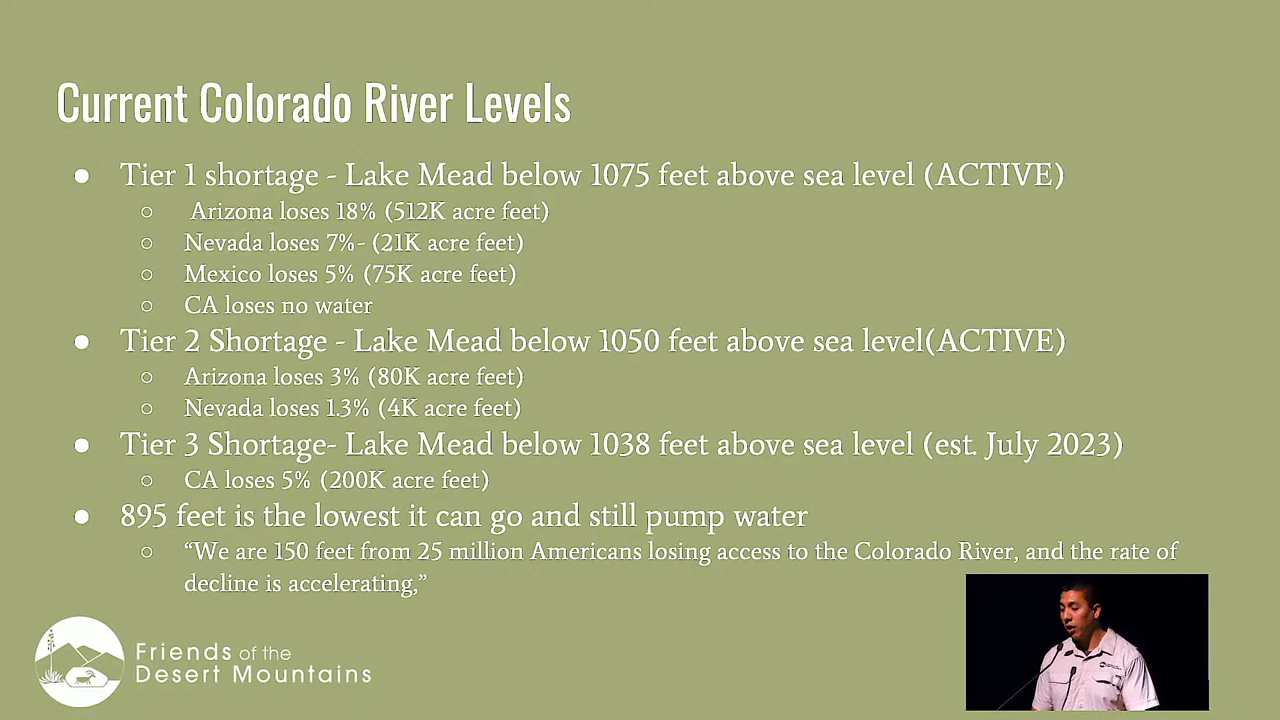 Current Colorado River Levels
● Tier 1 shortage - Lake Mead below 1075 feet above sea level (ACTIVE)
○ Arizona loses 18% (512K acre feet)
○ Nevada loses 7%- (21K acre feet)
○ Mexico loses 5% (75K acre feet)
○ CA loses no water
● Tier 2 Shortage - Lake Mead below 1050 feet above sea level(ACTIVE)
○ Arizona loses 3% (80K acre feet)
○ Nevada loses 1.3% (4K acre feet)
● Tier 3 Shortage- Lake Mead below 1038 feet above sea level (est. July 2023)
○ CA loses 5% (200K acre feet)
● 895 feet is the lowest it can go and still pump water
○ “We are 150 feet from 25 million Americans losing access to the Colorado River, and the rate of
decline is accelerating,”
Friends of the
Desert Mountains